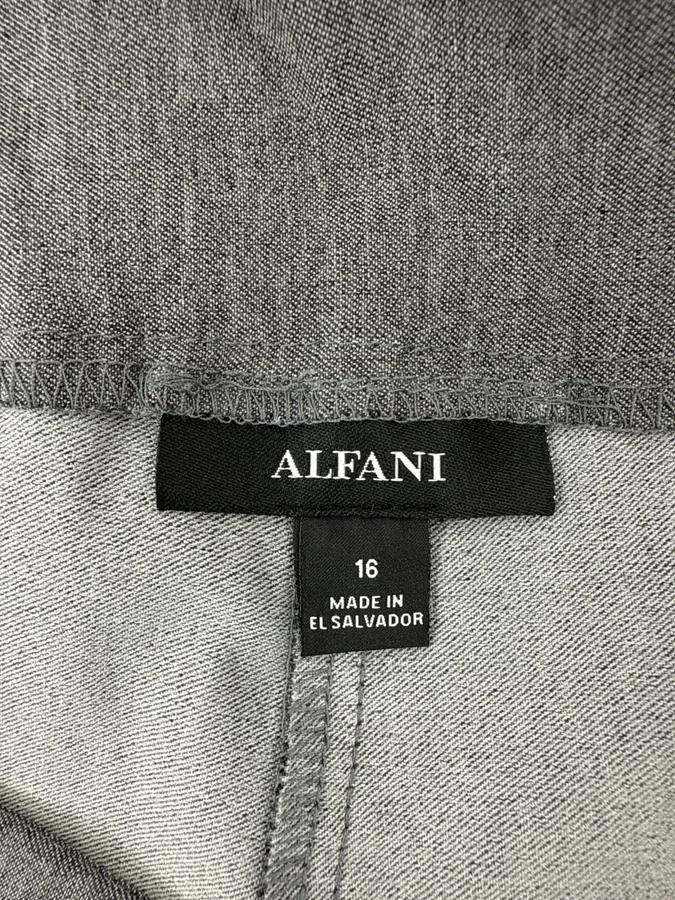 ALFANI
16
MADE IN
EL SALVADOR